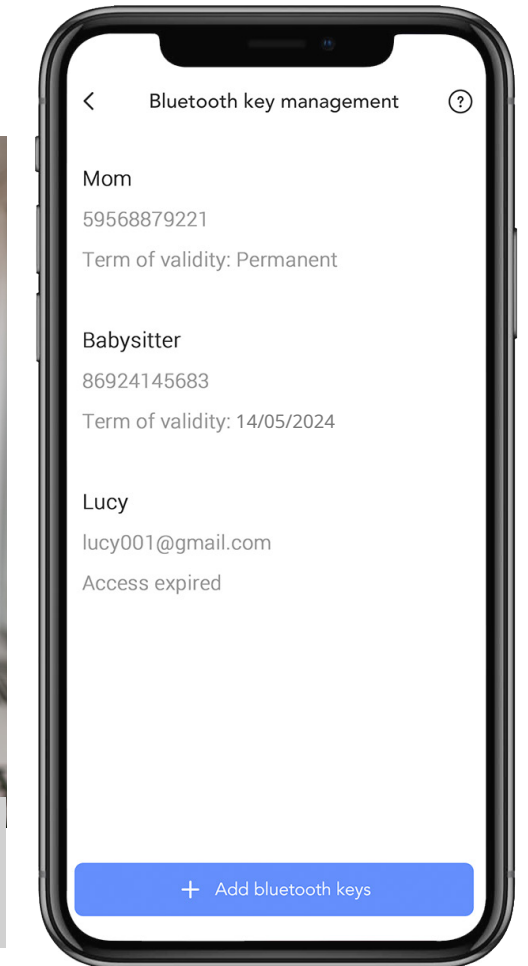 Bluetooth key management
Mom
59568879221
Term of validity: Permanent
Babysitter
86924145683
Term of validity: 14/05/2024
Lucy
lucy001@gmail.com
Access expired
+ Add bluetooth keys